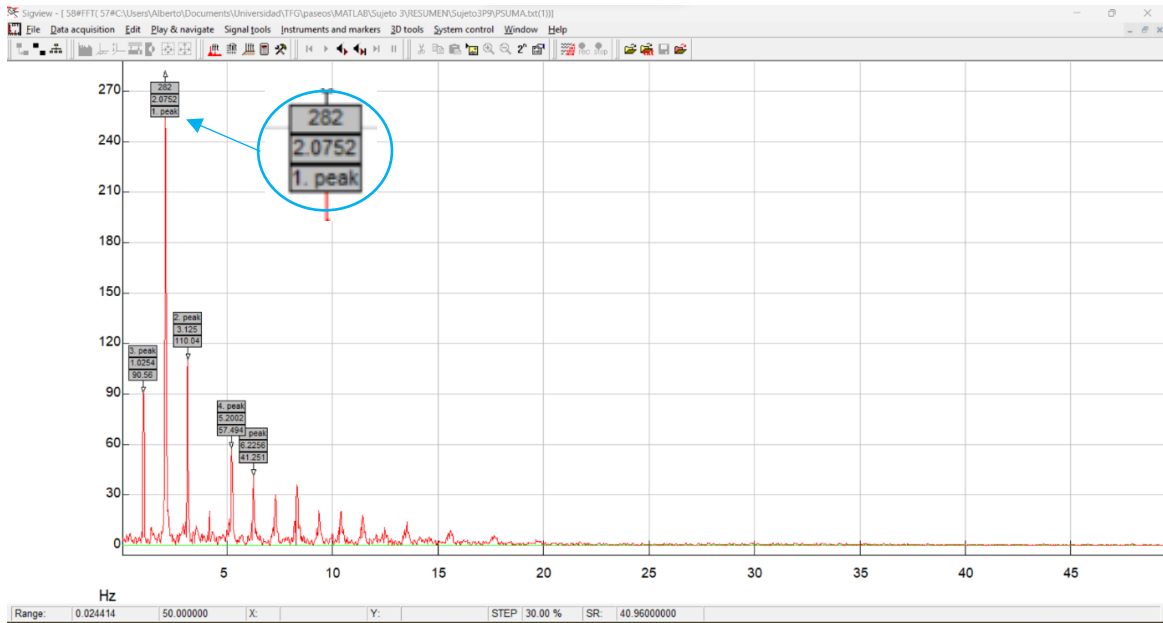 Sigview - [ 58#FFT( 57#C:\Users\Alberto\Documents\Universidad\TFG\paseos\MATLAB\Sujeto 3\RESUMEN\Sujeto3P9\PSUMA.txt(1))]
File Data acquisition Edit Play & navigate Signal tools Instruments and markers 3D tools System control Window Help
2"
Rec Stop
270
240
210
180
150
120
90
60
30
0
282
2.0752
1. peak
282
2.0752
1. peak
2. peak
3.125
110.04
3. peak
1.0254
90.56
4. peak
5.2002
57.494
peak
6.2256
41.251
5 10 15 20 25 30 35 40 45
Hz
Range: 0.024414 50.000000 X: Y: STEP 30.00 % SR: 40.96000000